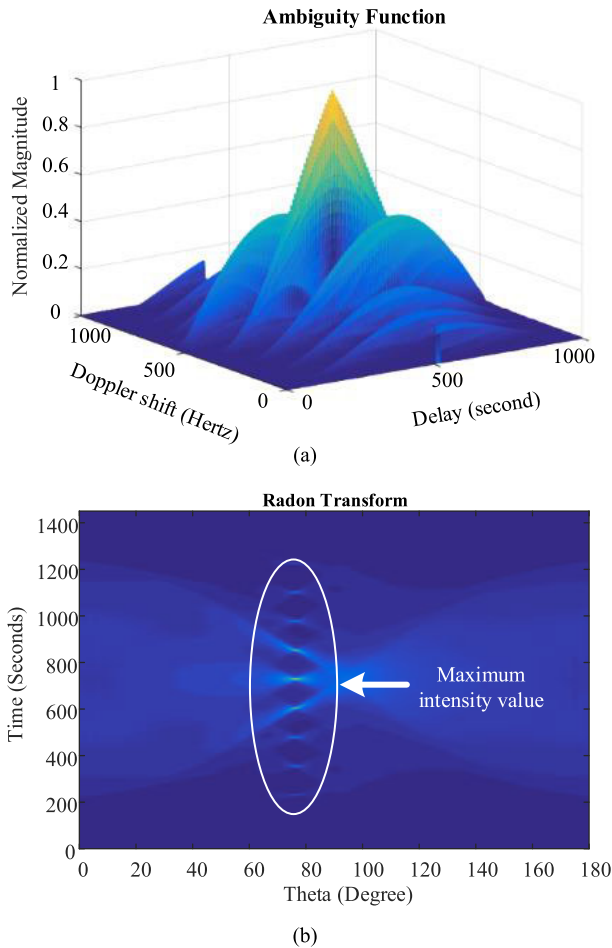 Ambiguity Function
Normalized Magnitude
1
0.8
0.6
0.4
0.2
0
1000
500
0
Doppler shift (Hertz)
0
500
1000
Delay (second)
(a)
Radon Transform
Time (Seconds)
1400
1200
1000
800
600
400
200
0
Maximum
intensity value
0 20 40 60 80 100 120 140 160 180
Theta (Degree)
(b)